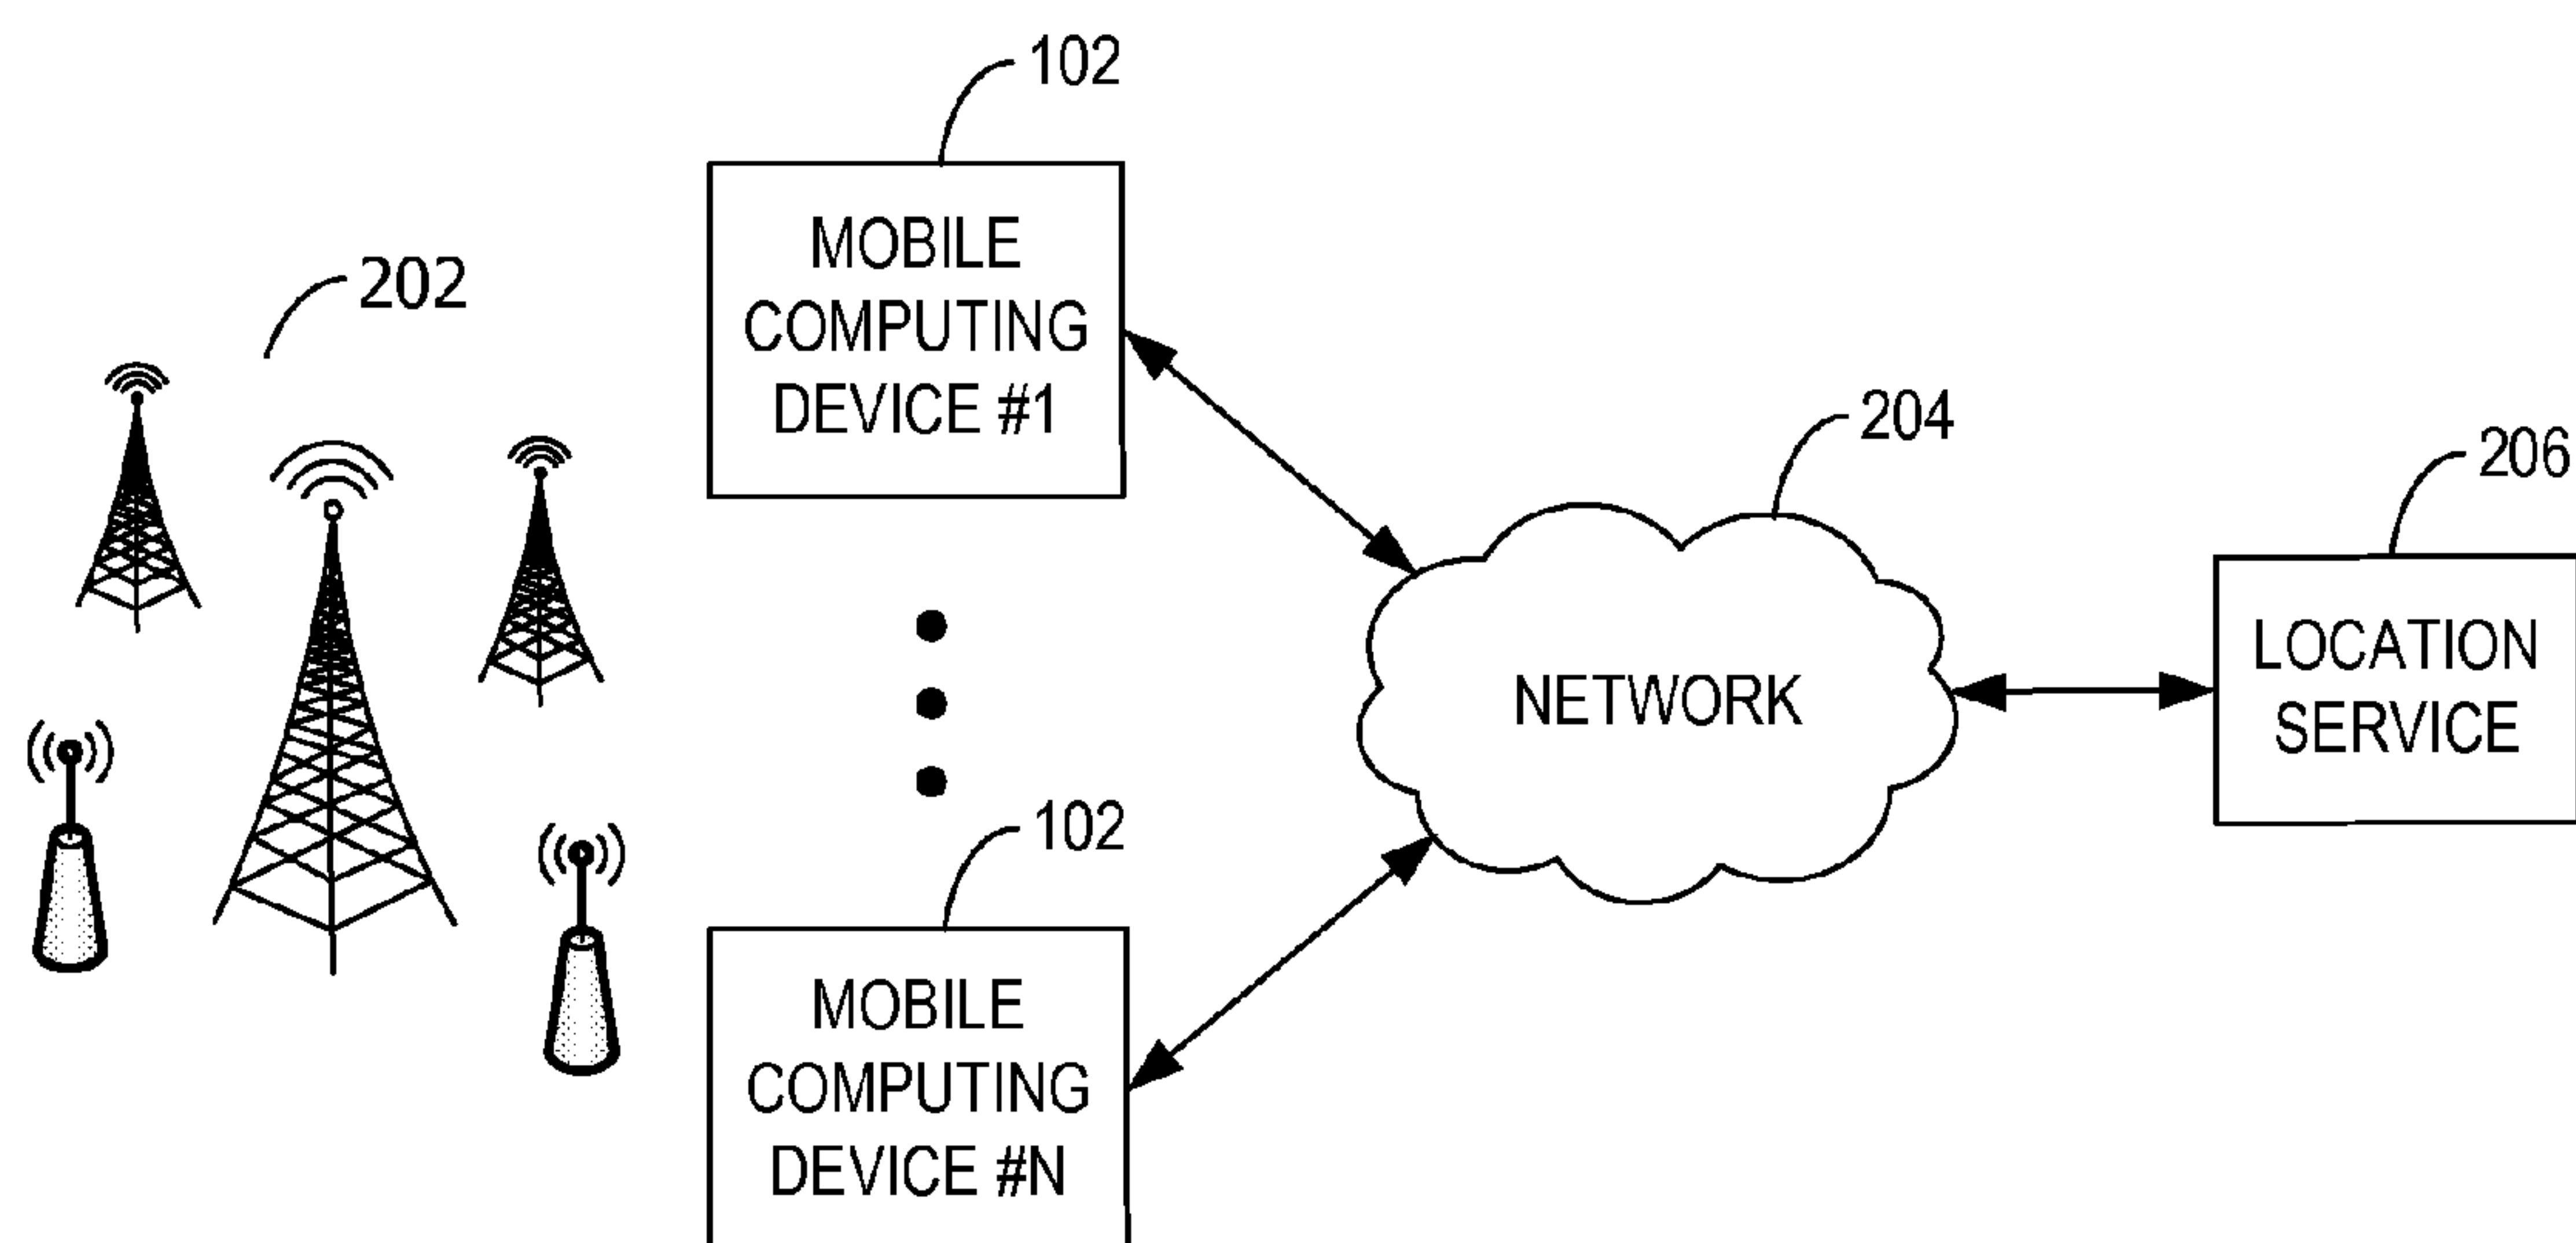 102
MOBILE
COMPUTING
DEVICE #1
202
204
206
NETWORK
LOCATION
SERVICE
102
MOBILE
COMPUTING
DEVICE #N